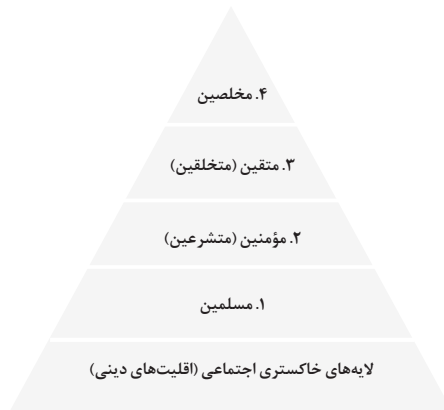 ۴. مخلصین
۳. متقین (متخلقین)
۲. مؤمنین (متشرعین)
۱. مسلمین
لایه‌های خاکستری اجتماعی (اقلیت‌های دینی)